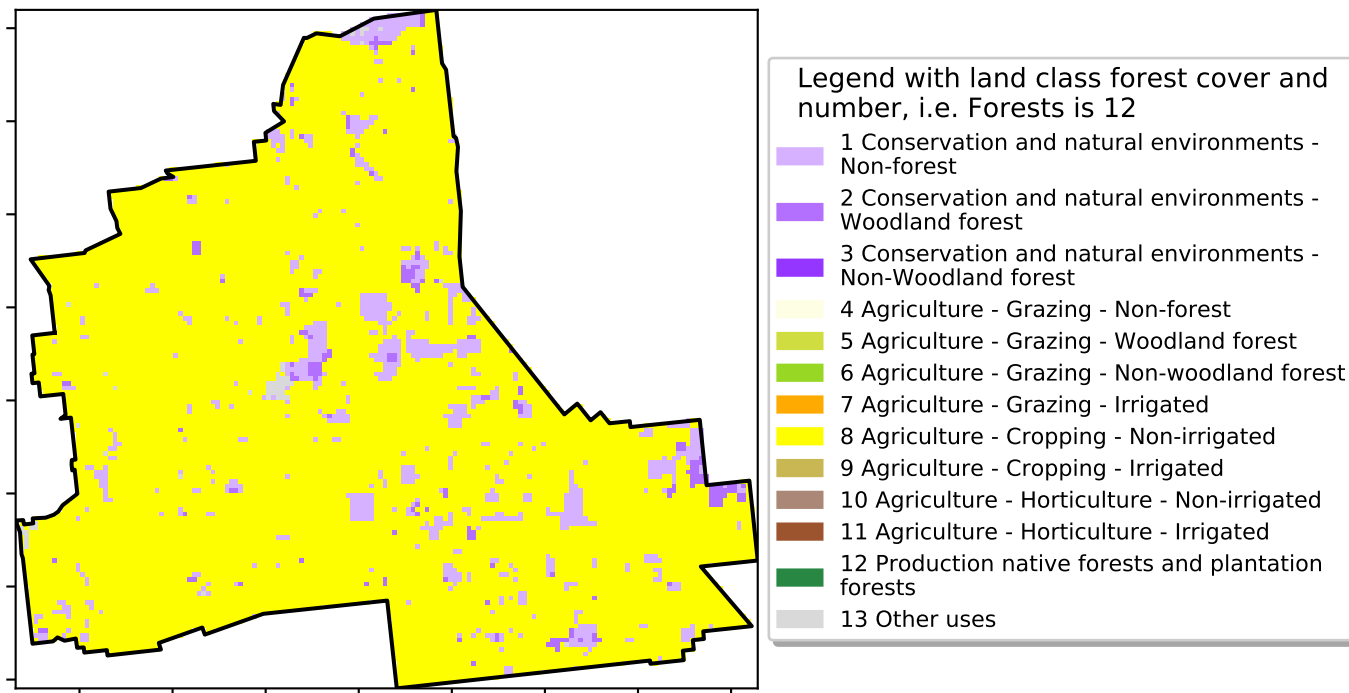 Legend with land class forest cover and
number, i.e. Forests is 12
1 Conservation and natural environments -
Non-forest
2 Conservation and natural environments -
Woodland forest
3 Conservation and natural environments -
Non-Woodland forest
4 Agriculture - Grazing - Non-forest
5 Agriculture - Grazing - Woodland forest
6 Agriculture - Grazing - Non-woodland forest
7 Agriculture - Grazing - Irrigated
8 Agriculture - Cropping - Non-irrigated
9 Agriculture - Cropping - Irrigated
10 Agriculture - Horticulture - Non-irrigated
11 Agriculture - Horticulture - Irrigated
12 Production native forests and plantation
forests
13 Other uses